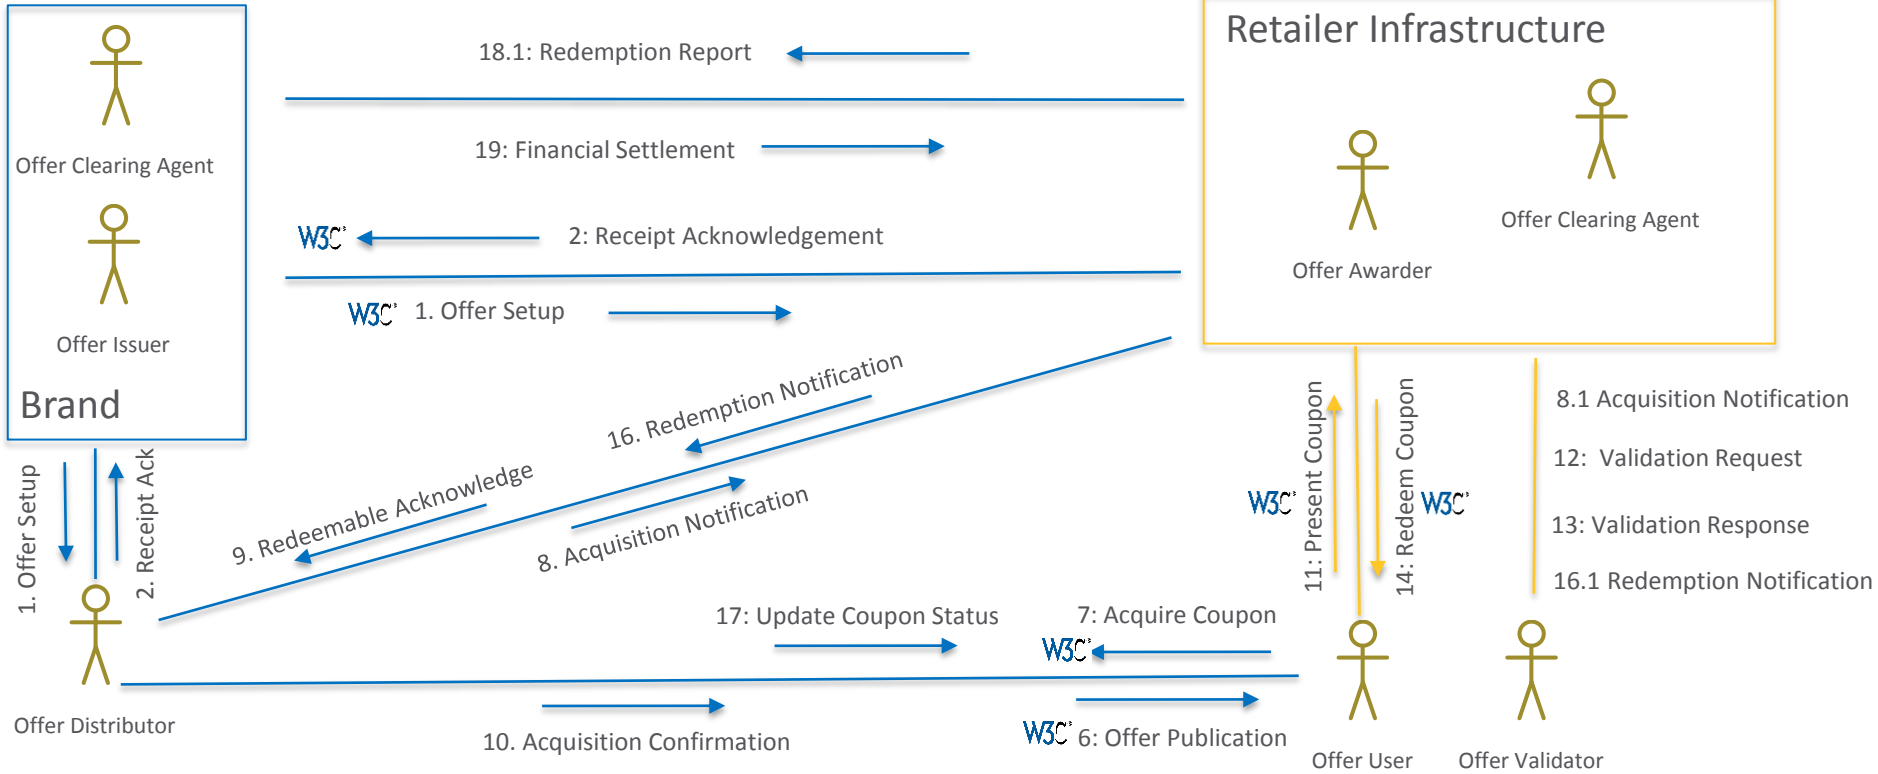 Retailer Infrastructure
18.1: Redemption Report
Offer Clearing Agent
19: Financial Settlement
Offer Clearing Agent
W3C
2: Receipt Acknowledgement
Offer Awarder
W3C
1. Offer Setup
Offer Issuer
Brand
16. Redemption Notification
9. Redeemable Acknowledge
8. Acquisition Notification
1. Offer Setup
2. Receipt Ack
W3C
11: Present Coupon
14: Redeem Coupon
W3C
8.1 Acquisition Notification
12: Validation Request
13: Validation Response
16.1 Redemption Notification
17: Update Coupon Status
7: Acquire Coupon
W3C
Offer Distributor
10. Acquisition Confirmation
W3C
6: Offer Publication
Offer User
Offer Validator